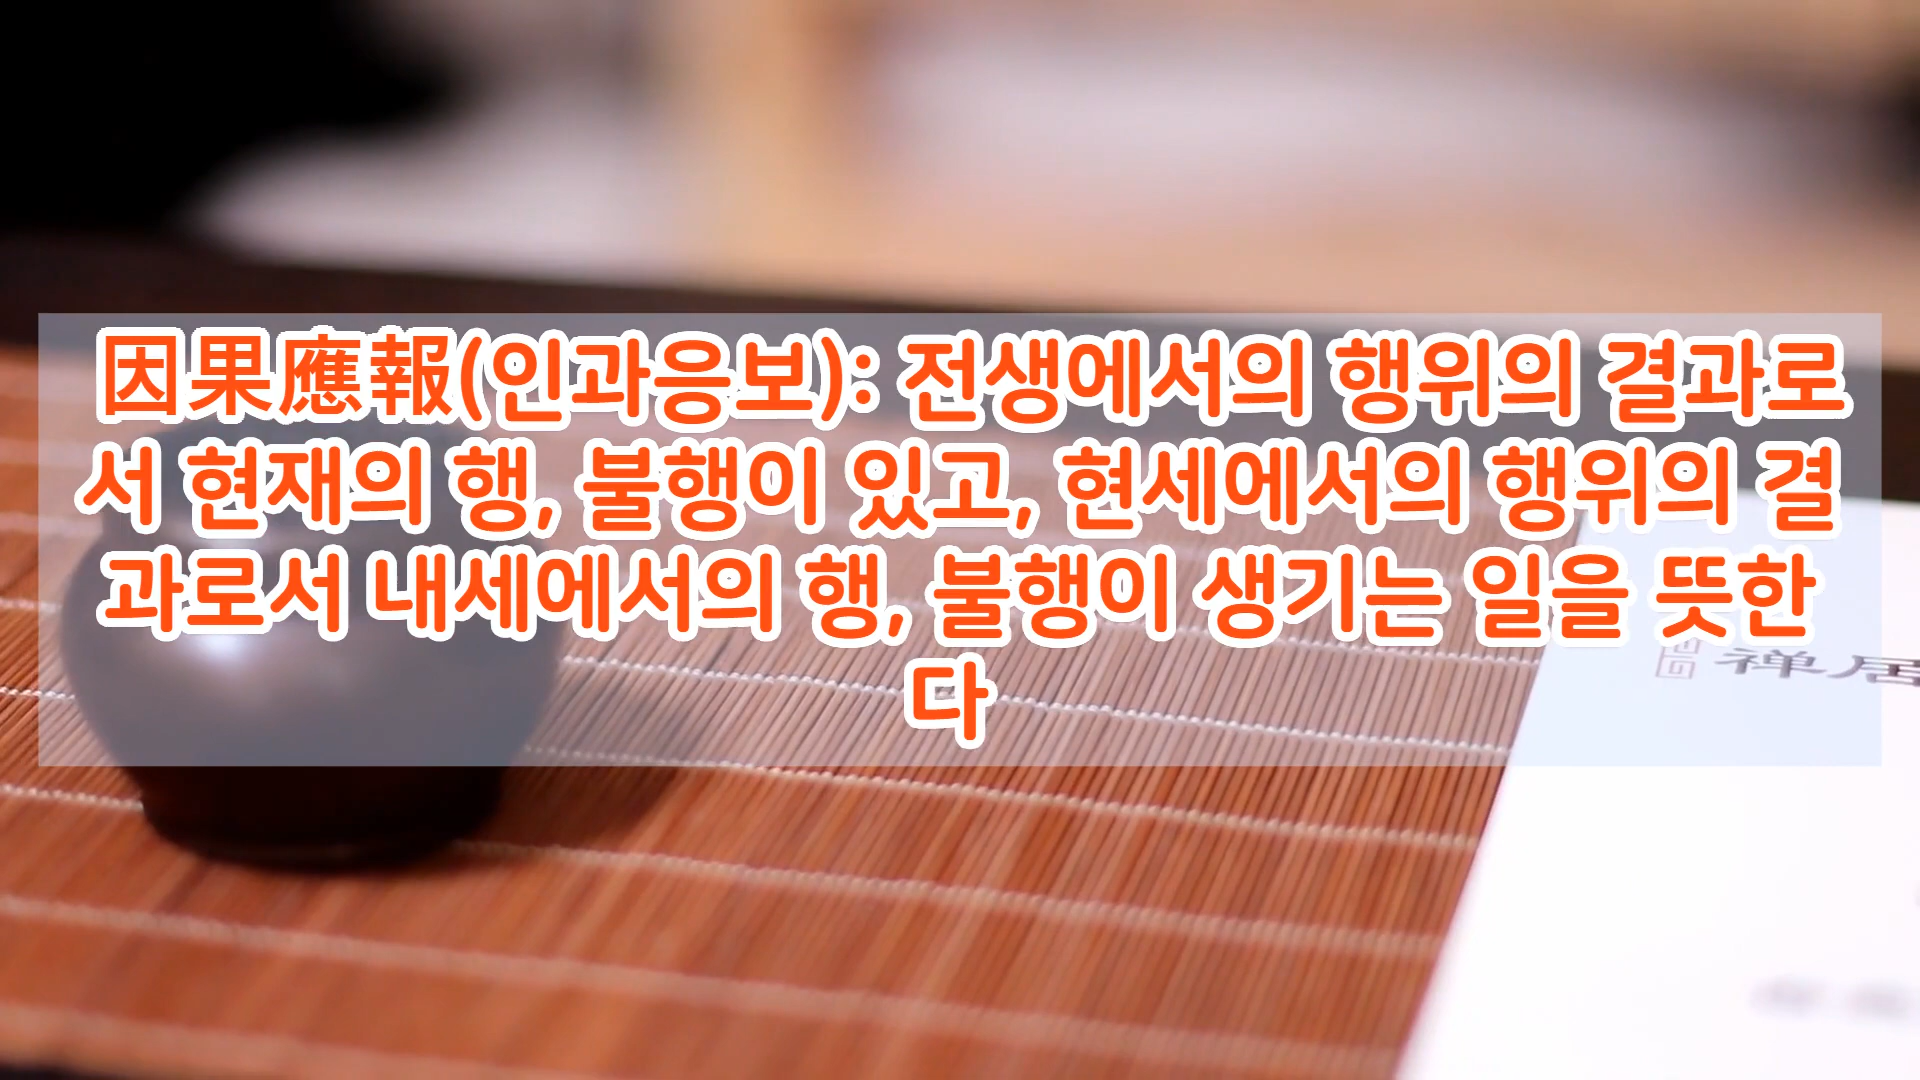 因果應報(인과응보): 전생에서의 행위의 결과로
서 현재의 행, 불행이 있고, 현세에서의 행위의 결
과로서 내세에서의 행, 불행이 생기는 일을 뜻한
다
禅居